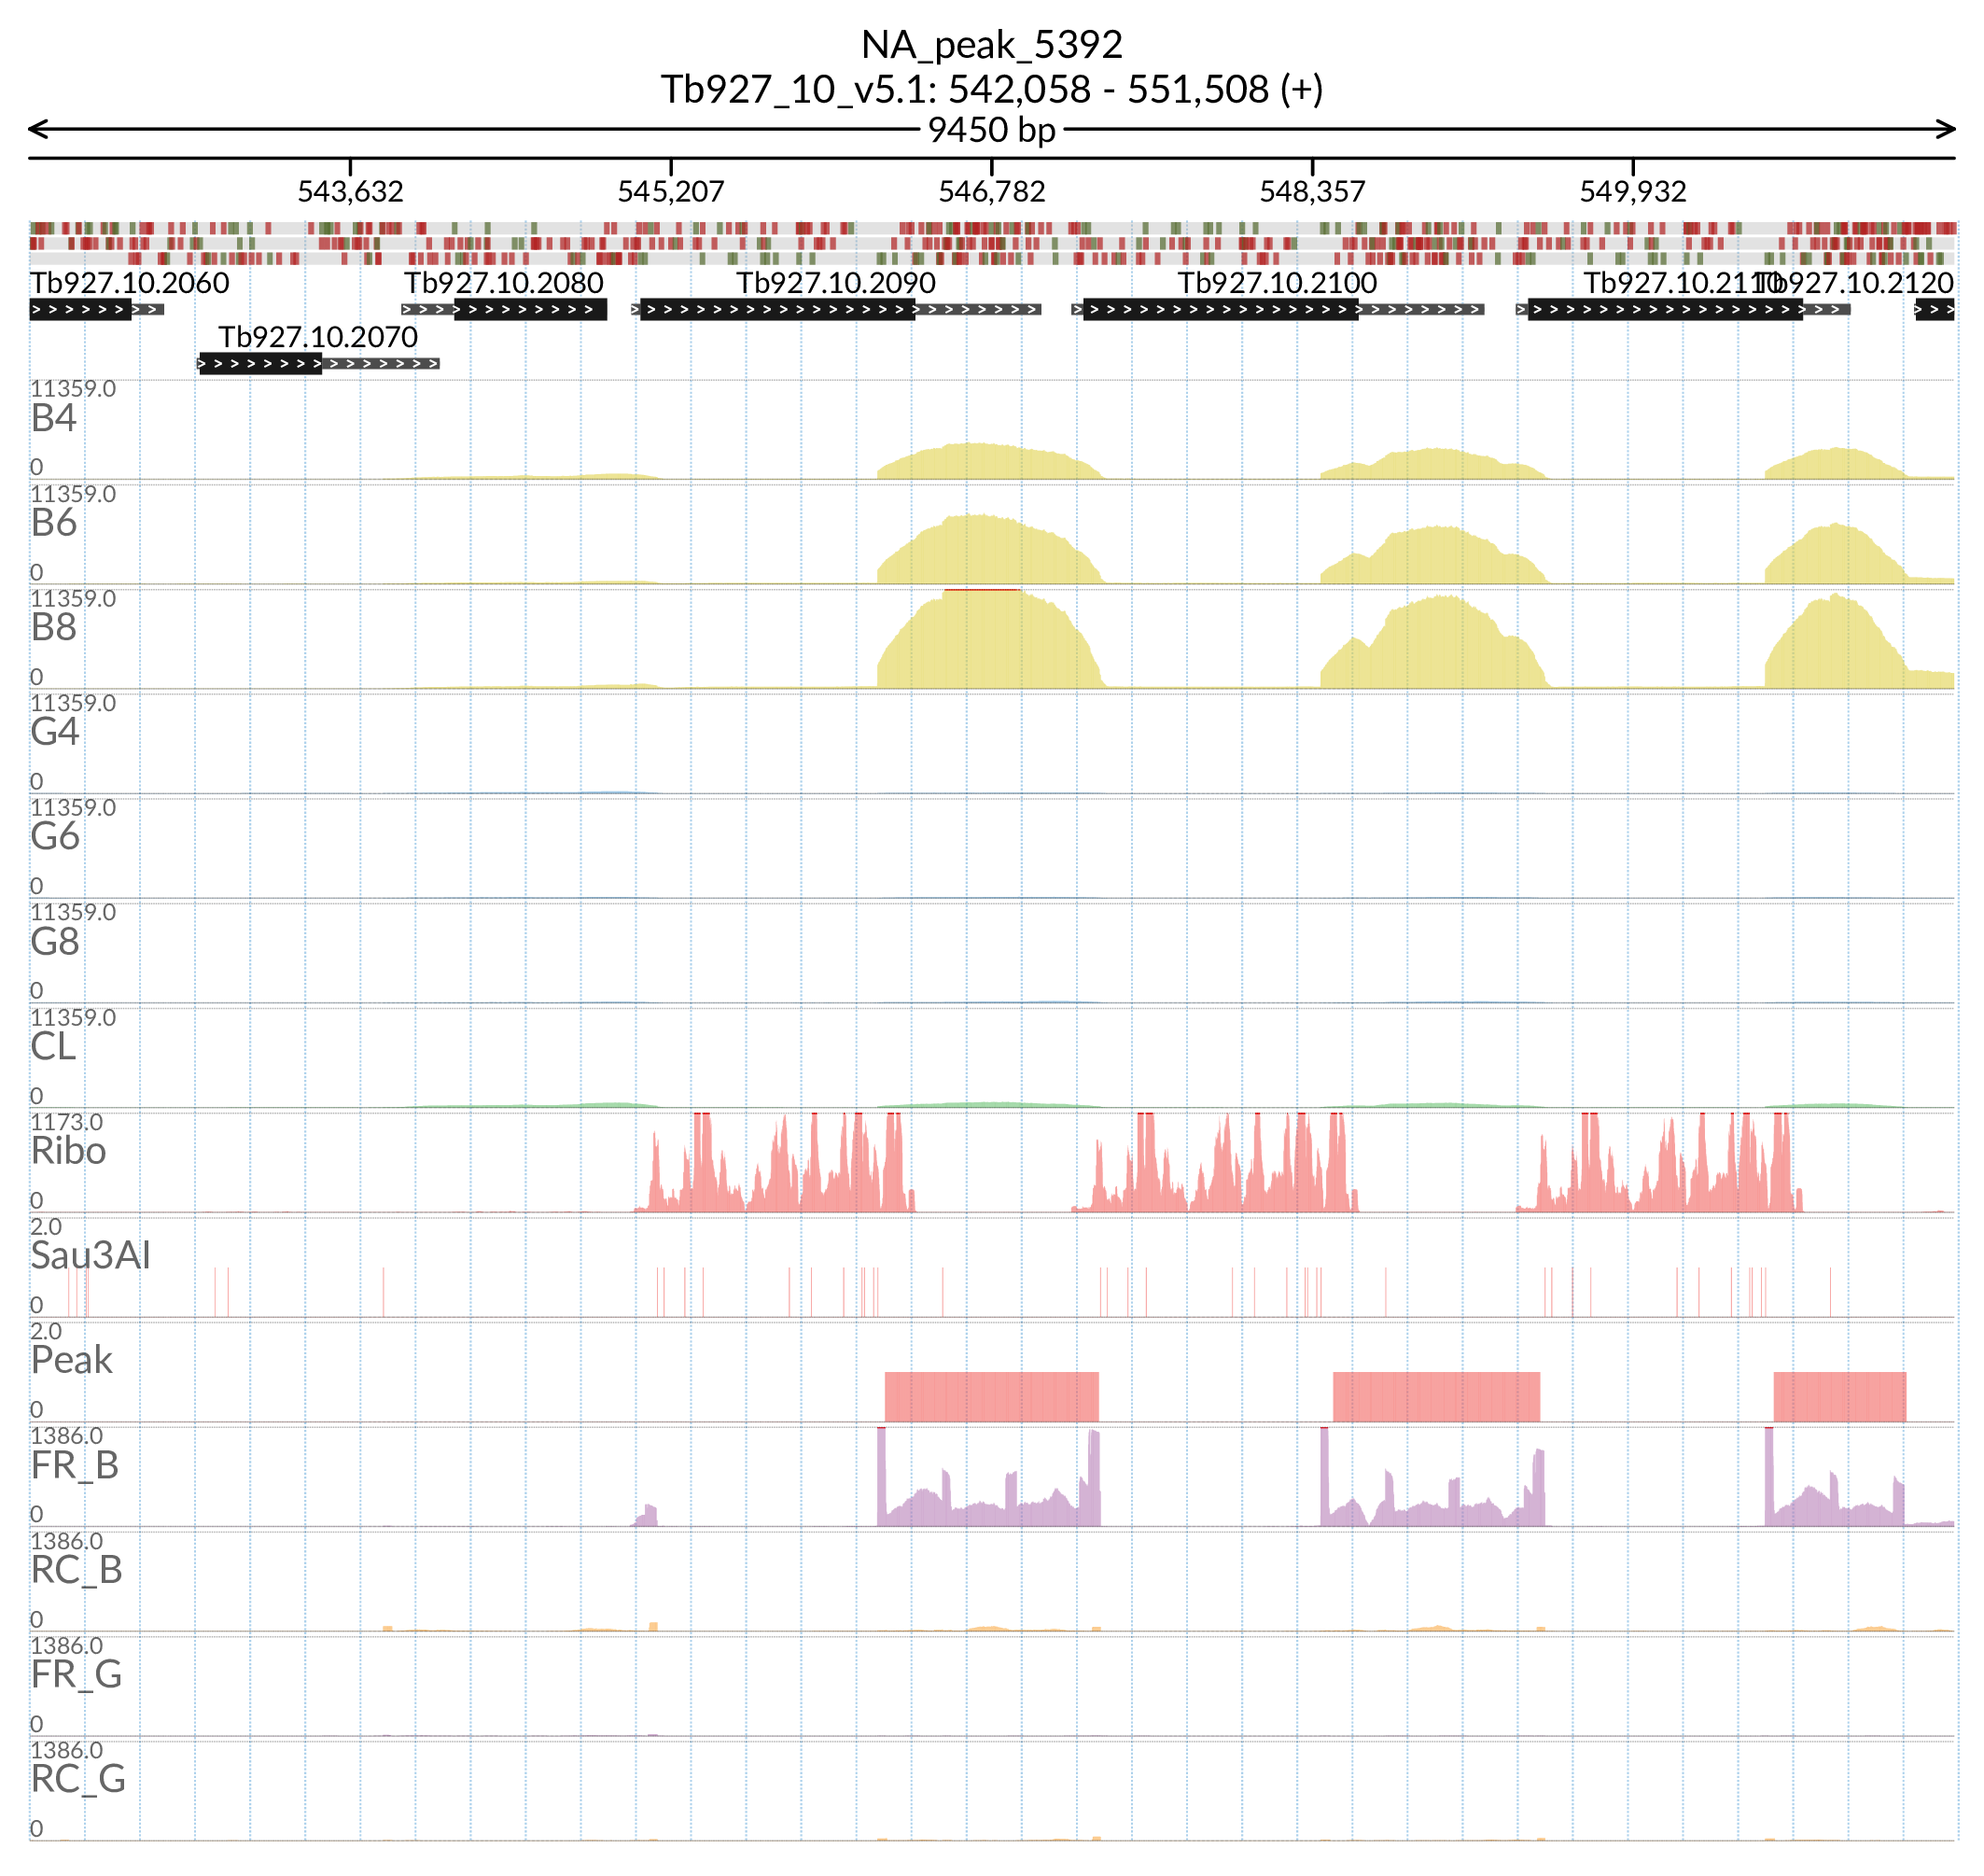 NA_peak_5392
Tb927_10_v5.1: 542,058 - 551,508 (+)
9450 bp
543,632 545,207 546,782 548,357 549,932
Tb927.10.2060 Tb927.10.2080 Tb927.10.2090 Tb927.10.2100 Tb927.10.2110 Tb927.10.2120
Tb927.10.2070
11359.0
B4
0
11359.0
B6
0
11359.0
B8
0
11359.0
G4
0
11359.0
G6
0
11359.0
G8
0
11359.0
CL
0
1173.0
Ribo
0
2.0
Sau3AI
0
2.0
Peak
0
1386.0
FR_B
0
1386.0
RC_B
0
1386.0
FR_G
0
1386.0
RC_G
0